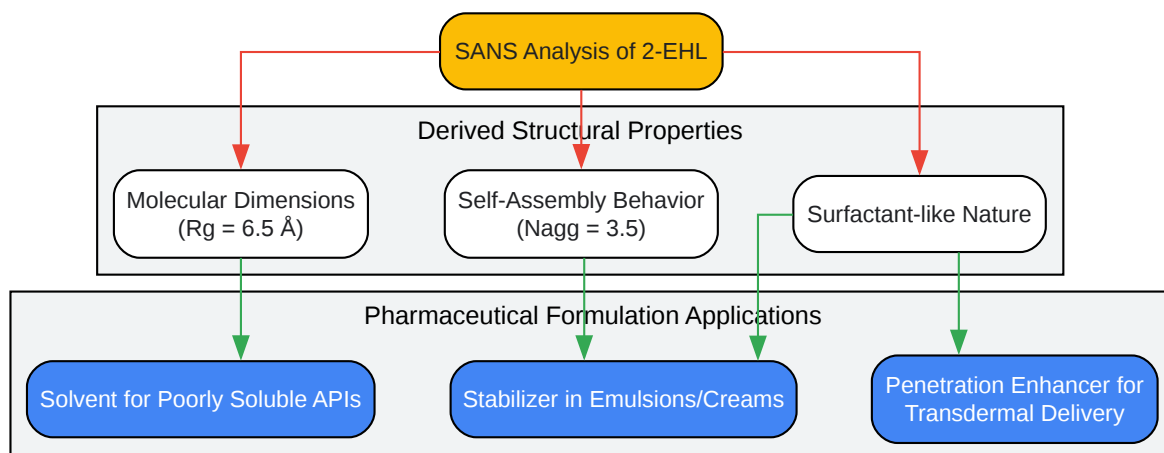 SANS Analysis of 2-EHL
Derived Structural Properties
Molecular Dimensions
(Rg = 6.5 Å)
Self-Assembly Behavior
(Nagg = 3.5)
Surfactant-like Nature
Pharmaceutical Formulation Applications
Solvent for Poorly Soluble APIs
Stabilizer in Emulsions/Creams
Penetration Enhancer for
Transdermal Delivery